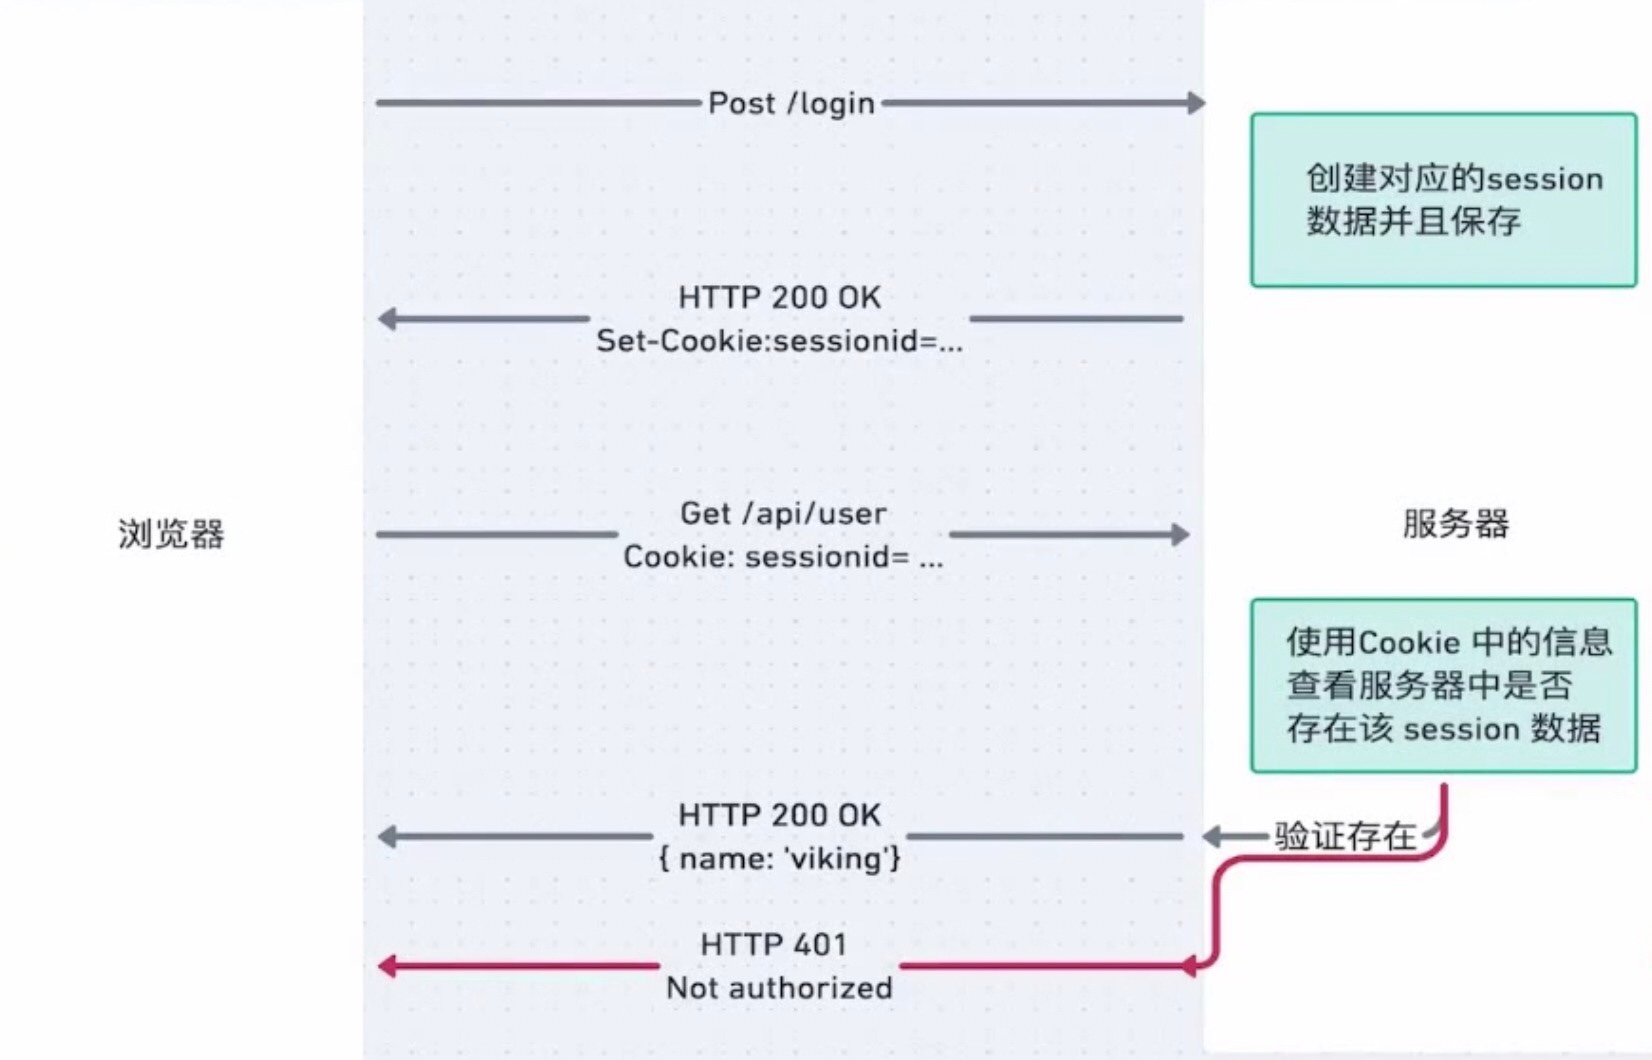 Post /login
创建对应的session
数据并且保存
HTTP 200 OK
Set-Cookie:sessionid=...
浏览器
Get /api/user
Cookie: sessionid= ...
服务器
使用Cookie 中的信息
查看服务器中是否
存在该 session 数据
HTTP 200 OK
{ name: 'viking'}
验证存在
HTTP 401
Not authorized